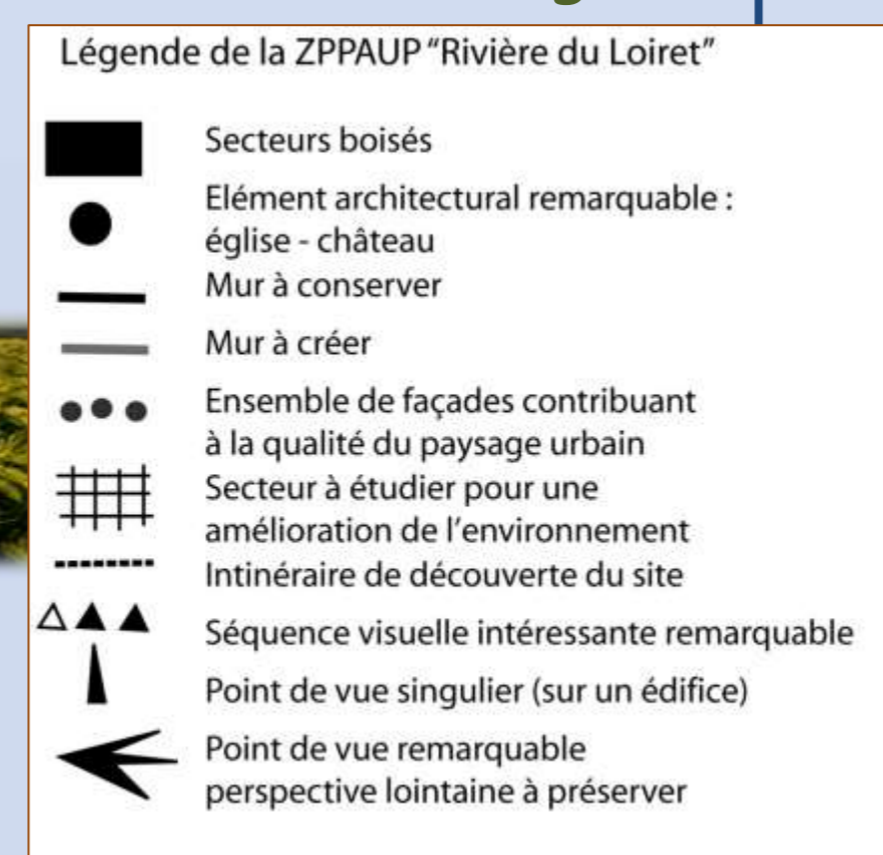 Légende de la ZPPAUP "Rivière du Loiret"
Secteurs boisés
Elément architectural remarquable :
église - château
Mur à conserver
Mur à créer
Ensemble de façades contribuant
à la qualité du paysage urbain
Secteur à étudier pour une
amélioration de l'environnement
Intinéraire de découverte du site
Séquence visuelle intéressante remarquable
Point de vue singulier (sur un édifice)
Point de vue remarquable
perspective lointaine à préserver